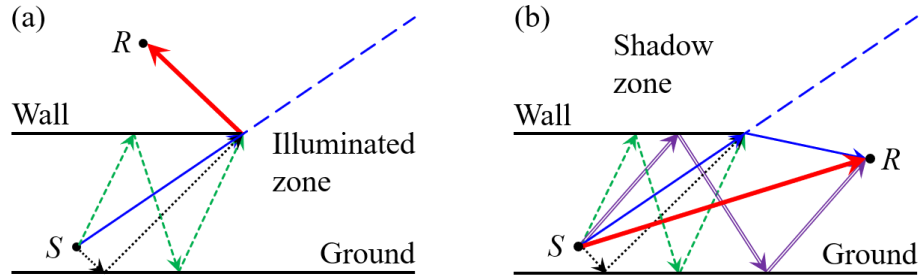 (a)
R
Wall
Illuminated
zone
S
Ground
(b)
Shadow
zone
Wall
R
S
Ground